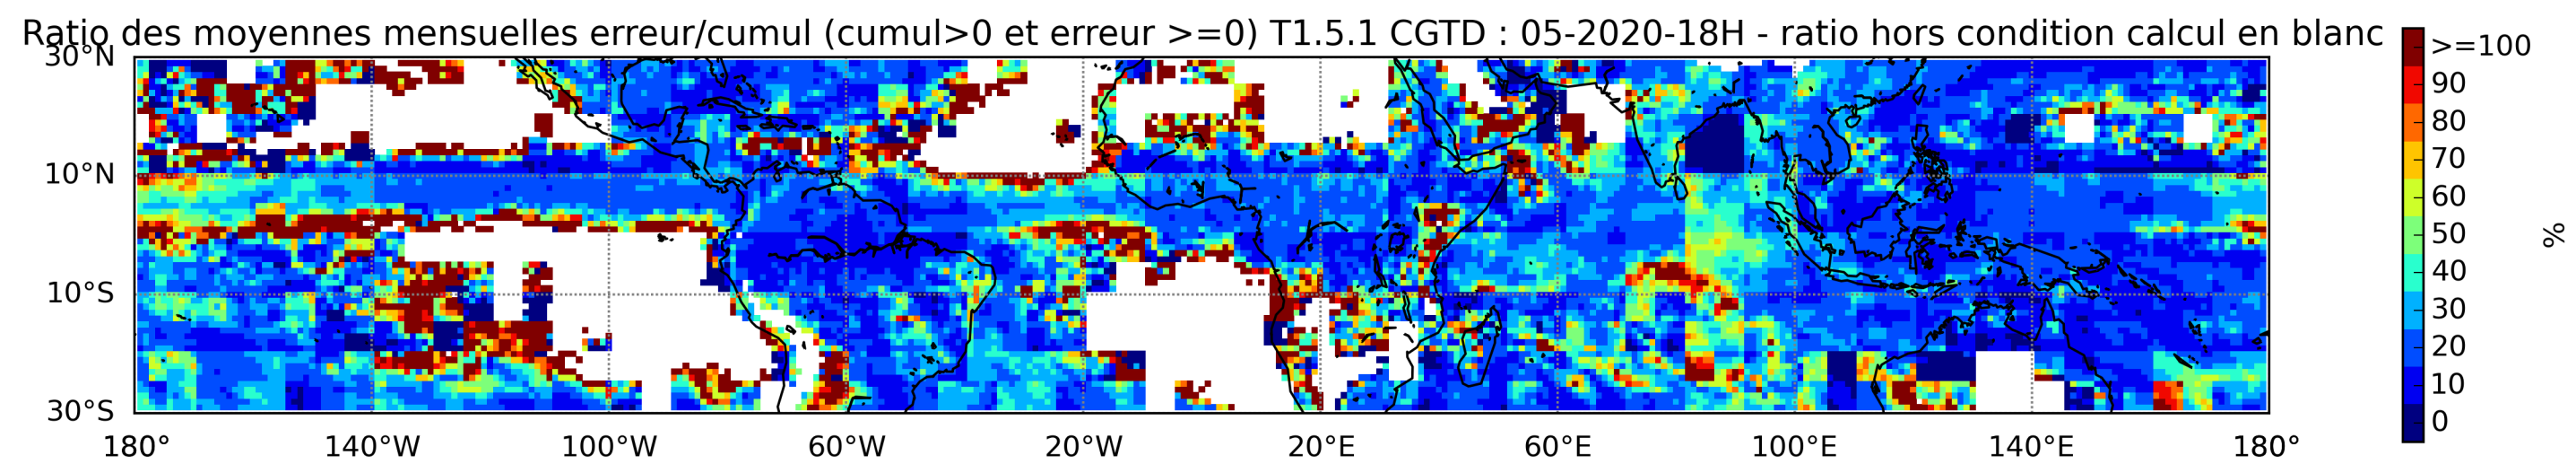 Ratio des moyennes mensuelles erreur/cumul (cumul>0 et erreur >=0) T1.5.1 CGTD : 05-2020-18H - ratio hors condition calcul en blanc
30°N
10°N
10°S
30°S
180°
140°W
100°W
60°W
20°W
20°E
60°E
100°E
140°E
180°
>=100
90
80
70
60
50
40
30
20
10
0
%